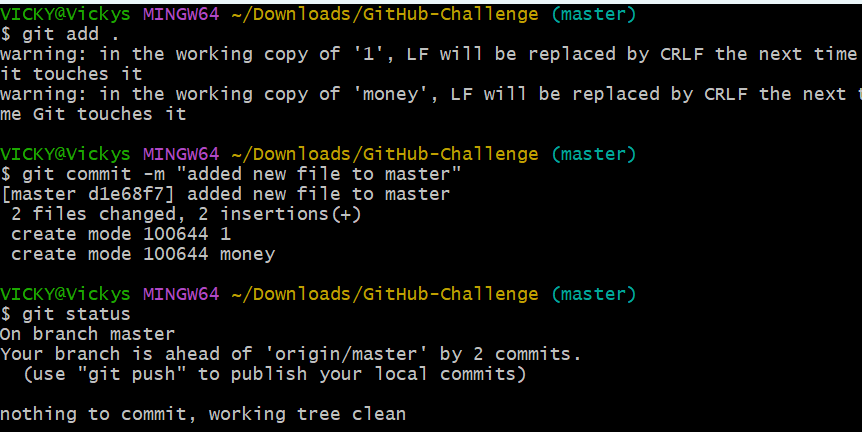 VICKY@Vickys MINGW64 ~/Downloads/GitHub-Challenge (master)
$ git add .
warning: in the working copy of '1', LF will be replaced by CRLF the next time
it touches it
warning: in the working copy of 'money', LF will be replaced by CRLF the next
me Git touches it
VICKY@Vickys MINGW64 ~/Downloads/GitHub-Challenge (master)
$ git commit -m "added new file to master"
[master d1e68f7] added new file to master
2 files changed, 2 insertions(+)
create mode 100644 1
create mode 100644 money
VICKY@Vickys MINGW64 ~/Downloads/GitHub-Challenge (master)
$ git status
On branch master
Your branch is ahead of 'origin/master' by 2 commits.
(use "git push" to publish your local commits)
nothing to commit, working tree clean